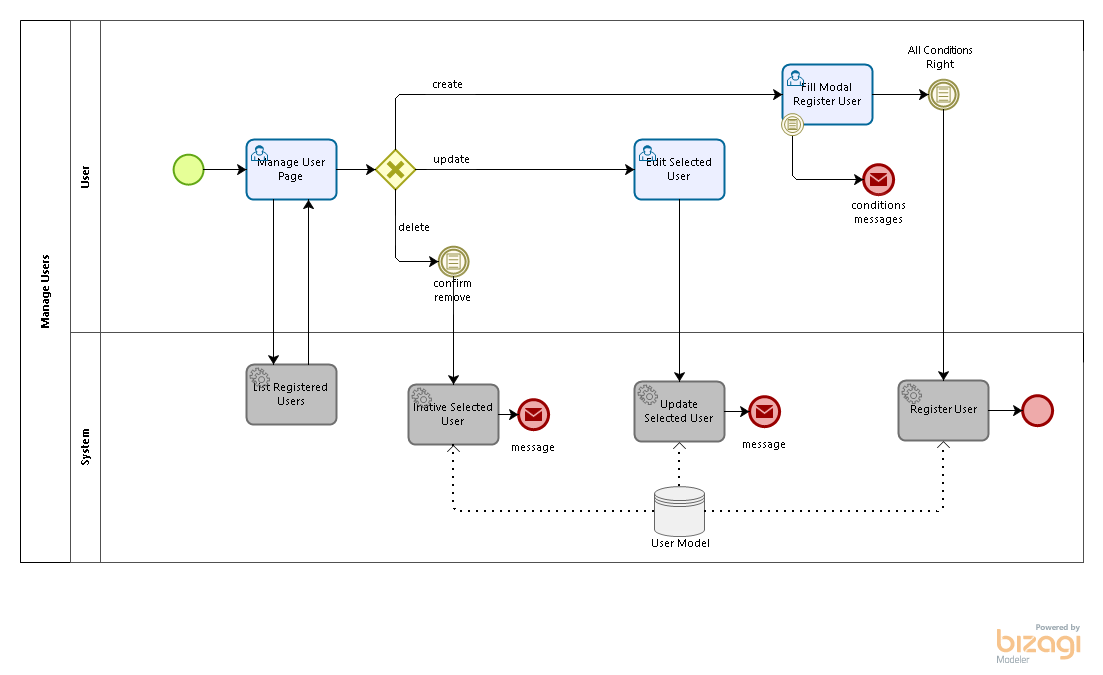 Manage Users
User
System
Manage User
Page
create
update
delete
confirm
remove
Edit Selected
User
Fill Modal
Register User
conditions
messages
All Conditions
Right
List Registered
Users
Inative Selected
User
message
Update
Selected User
message
Register User
User Model
Powered by
bizagi
Modeler